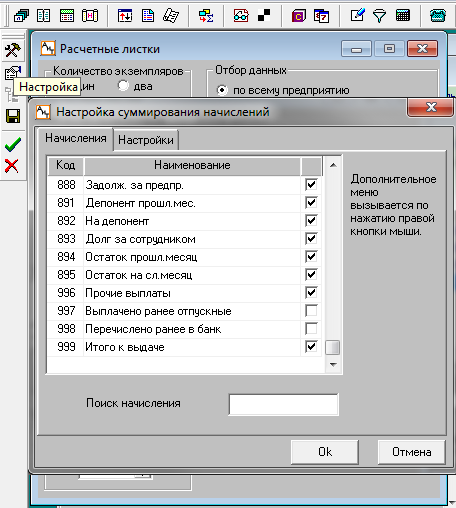 Расчетные листки
Количество экземпляров
Отбор данных
дин
два
по всему предприятию
Настройка
Настройка суммирования начислений
Начисления
Настройки
Код Наименование
888 Задолж. за предпр.
891 Депонент прошл.мес.
892 На депонент
893 Долг за сотрудником
894 Остаток прошл.месяц
895 Остаток на сл.месяц
996 Прочие выплаты
997 Выплачено ранее отпускные
998 Перечислено ранее в банк
999 Итого к выдаче
Дополнительное
меню
вызывается по
нажатию правой
кнопки мыши.
Поиск начисления
Ok
Отмена